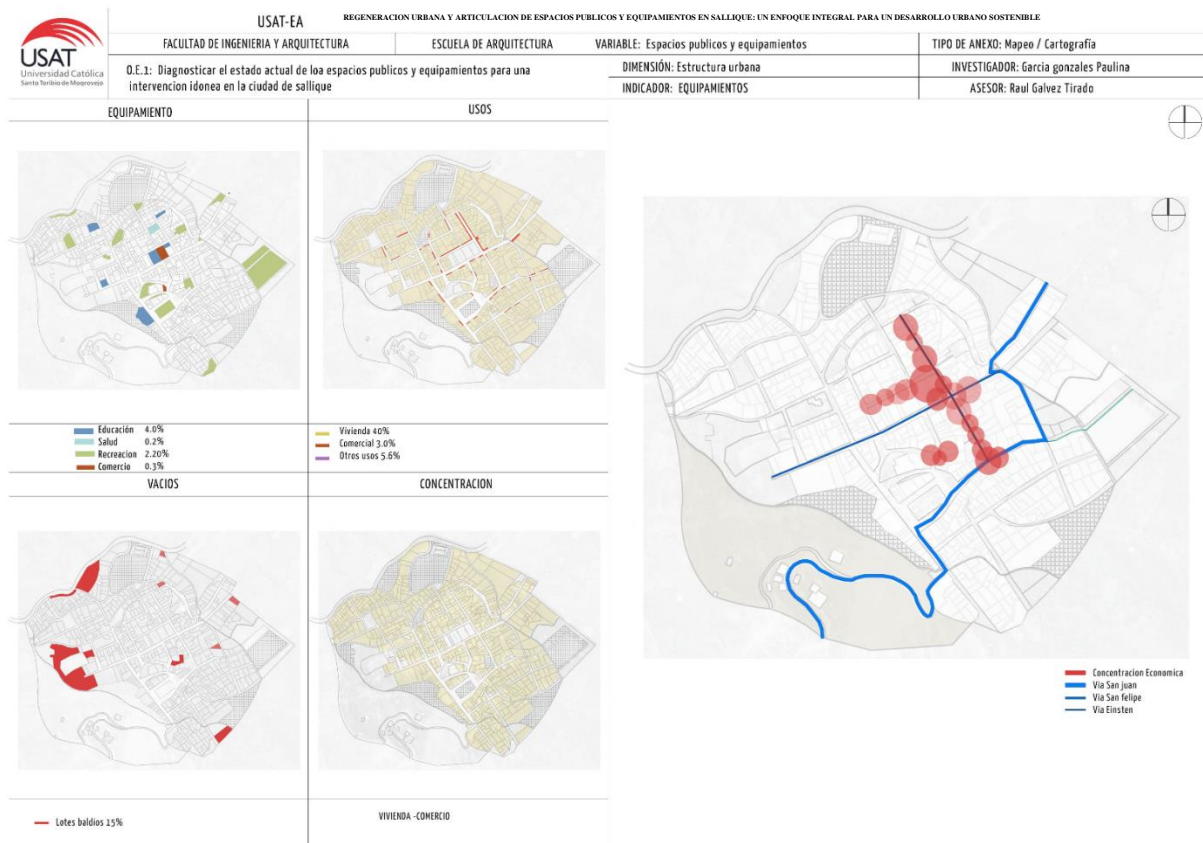 USAT-EA
REGENERACION URBANA Y ARTICULACION DE ESPACIOS PUBLICOS Y EQUIPAMIENTOS EN SALLIQUE: UN ENFOQUE INTEGRAL PARA UN DESARROLLO URBANO SOSTENIBLE
USAT
Universidad Católica
Santo Toribio de Mogrovejo
FACULTAD DE INGENIERIA Y ARQUITECTURA
ESCUELA DE ARQUITECTURA
VARIABLE: Espacios publicos y equipamientos
TIPO DE ANEXO: Mapeo / Cartografía
O.E.1: Diagnosticar el estado actual de loa espacios publicos y equipamientos para una
intervencion idonea en la ciudad de sallique
DIMENSIÓN: Estructura urbana
INVESTIGADOR: Garcia gonzales Paulina
INDICADOR: EQUIPAMIENTOS
ASESOR: Raul Galvez Tirado
EQUIPAMIENTO
USOS
Educación 4.0%
Salud 0.2%
Recreacion 2.20%
Comercio 0.3%
Vivienda 40%
Comercial 3.0%
Otros usos 5.6%
VACIOS
CONCENTRACION
Lotes baldios 15%
VIVIENDA -COMERCIO
Concentracion Economica
Via San juan
Via San felipe
Via Einsten